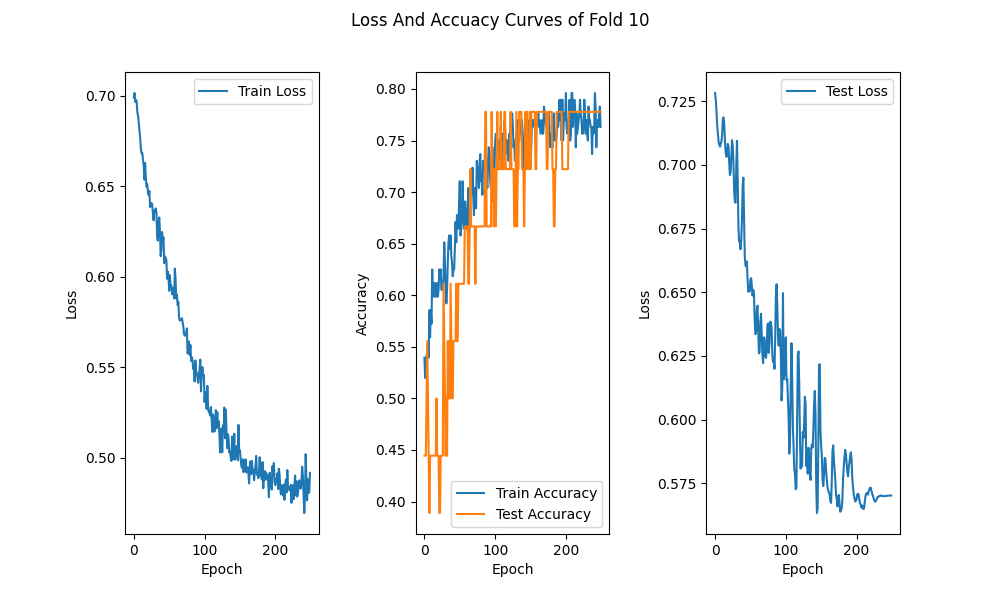 Loss And Accuacy Curves of Fold 10
Loss
0.70
0.65
0.60
0.55
0.50
Train Loss
0 100 200
Epoch
Accuracy
0.80
0.75
0.70
0.65
0.60
0.55
0.50
0.45
0.40
Train Accuracy
Test Accuracy
0 100 200
Epoch
Loss
0.725
0.700
0.675
0.650
0.625
0.600
0.575
Test Loss
0 100 200
Epoch